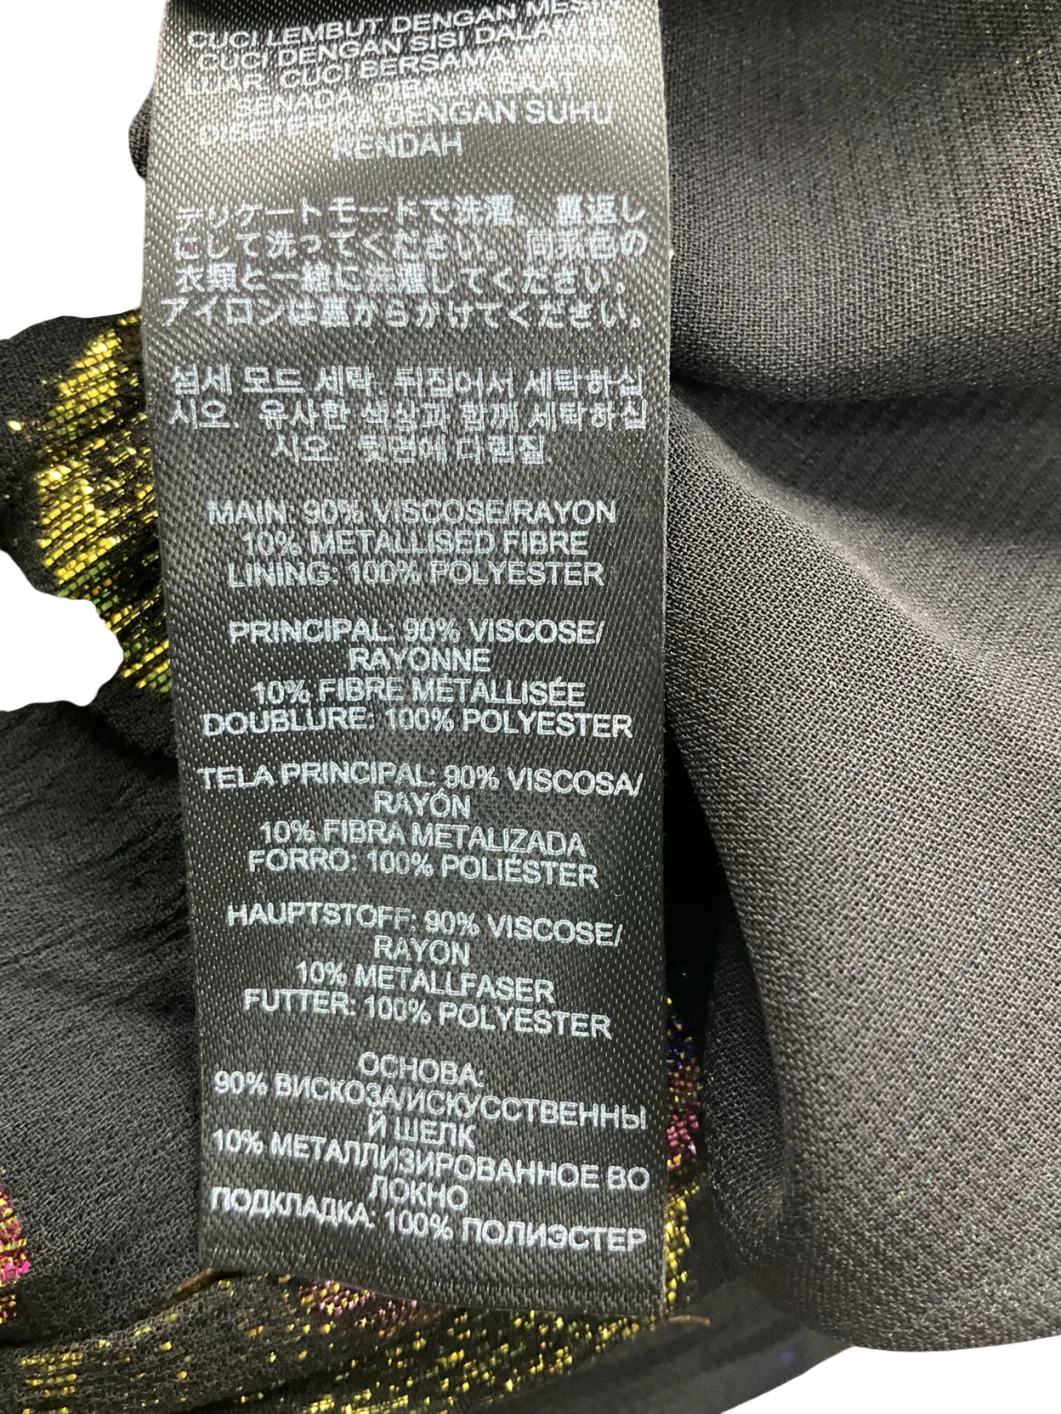 CUCI LEMBUT DENGAN MESIN
CUCI DENGAN SISI DALAM DI
LUAR. CUCI BERSAMA WARNA
SENADA. DIBALIK SAAT
DISETERIKA DENGAN SUHU
RENDAH
デリケートモードで洗濯。裏返し
にして洗ってください。同系色の
衣類と一緒に洗濯してください。
アイロンは裏からかけてください。
섬세 모드 세탁. 뒤집어서 세탁하십
시오. 유사한 색상과 함께 세탁하십
시오. 뒷면에 다림질.
MAIN: 90% VISCOSE/RAYON
10% METALLISED FIBRE
LINING: 100% POLYESTER
PRINCIPAL: 90% VISCOSE/
RAYONNE
10% FIBRE MÉTALLISÉE
DOUBLURE: 100% POLYESTER
TELA PRINCIPAL: 90% VISCOSA/
RAYÓN
10% FIBRA METALIZADA
FORRO: 100% POLIÉSTER
HAUPTSTOFF: 90% VISCOSE/
RAYON
10% METALLFASER
FUTTER: 100% POLYESTER
ОСНОВА:
90% ВИСКОЗА/ИСКУССТВЕННЫ
Й ШЕЛК
10% МЕТАЛЛИЗИРОВАННОЕ ВО
ЛОКНО
ПОДКЛАДКА: 100% ПОЛИЭСТЕР